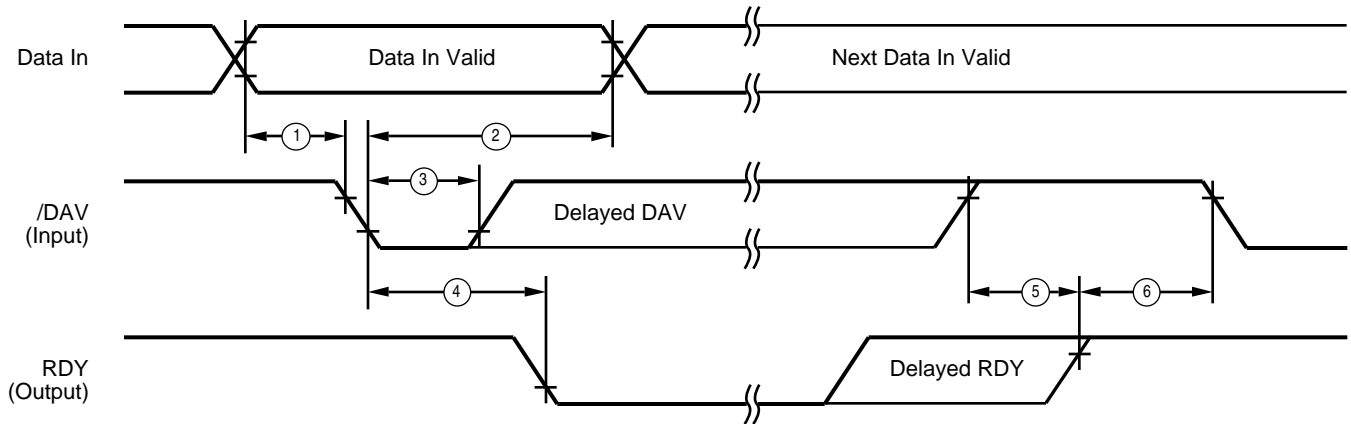 Data In
Data In Valid
Next Data In Valid
1
2
3
/DAV
(Input)
Delayed DAV
4
5
6
RDY
(Output)
Delayed RDY